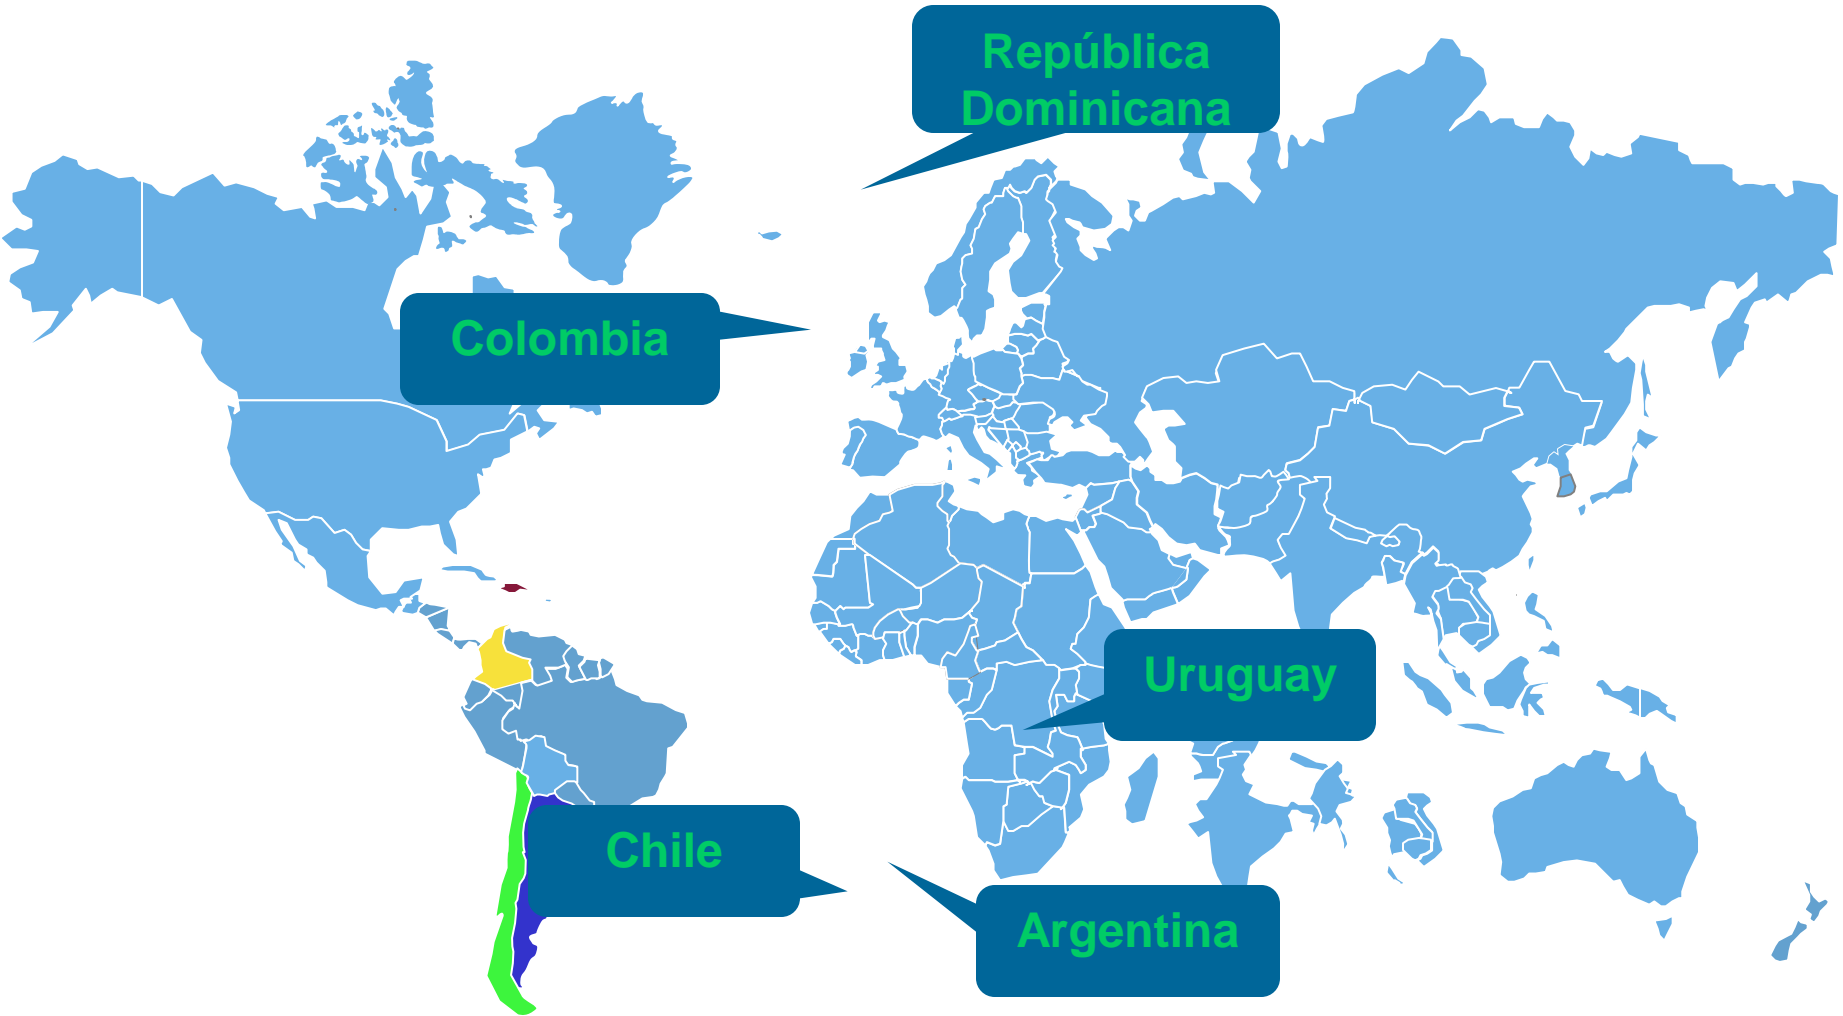 República
Dominicana
Colombia
Uruguay
Chile
Argentina